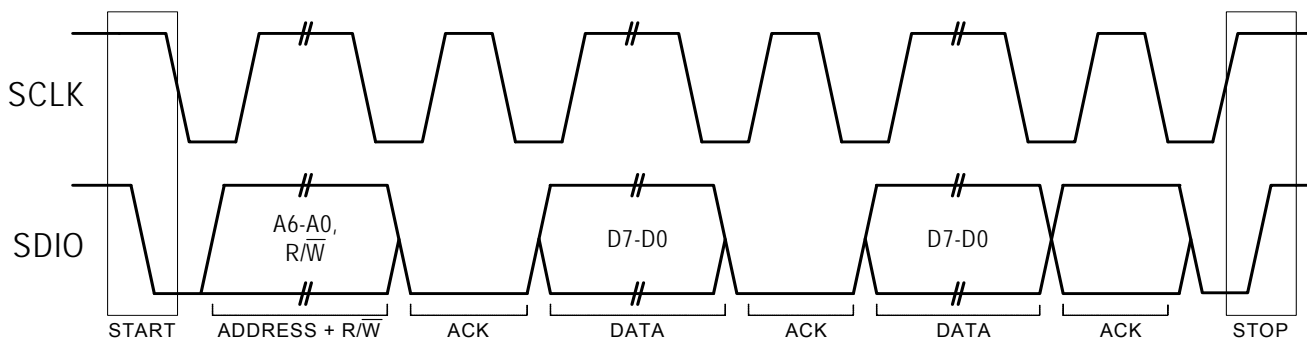 SCLK
SDIO
A6-A0,
R/W̅
D7-D0
D7-D0
START
ADDRESS + R/W̅
ACK
DATA
ACK
DATA
ACK
STOP